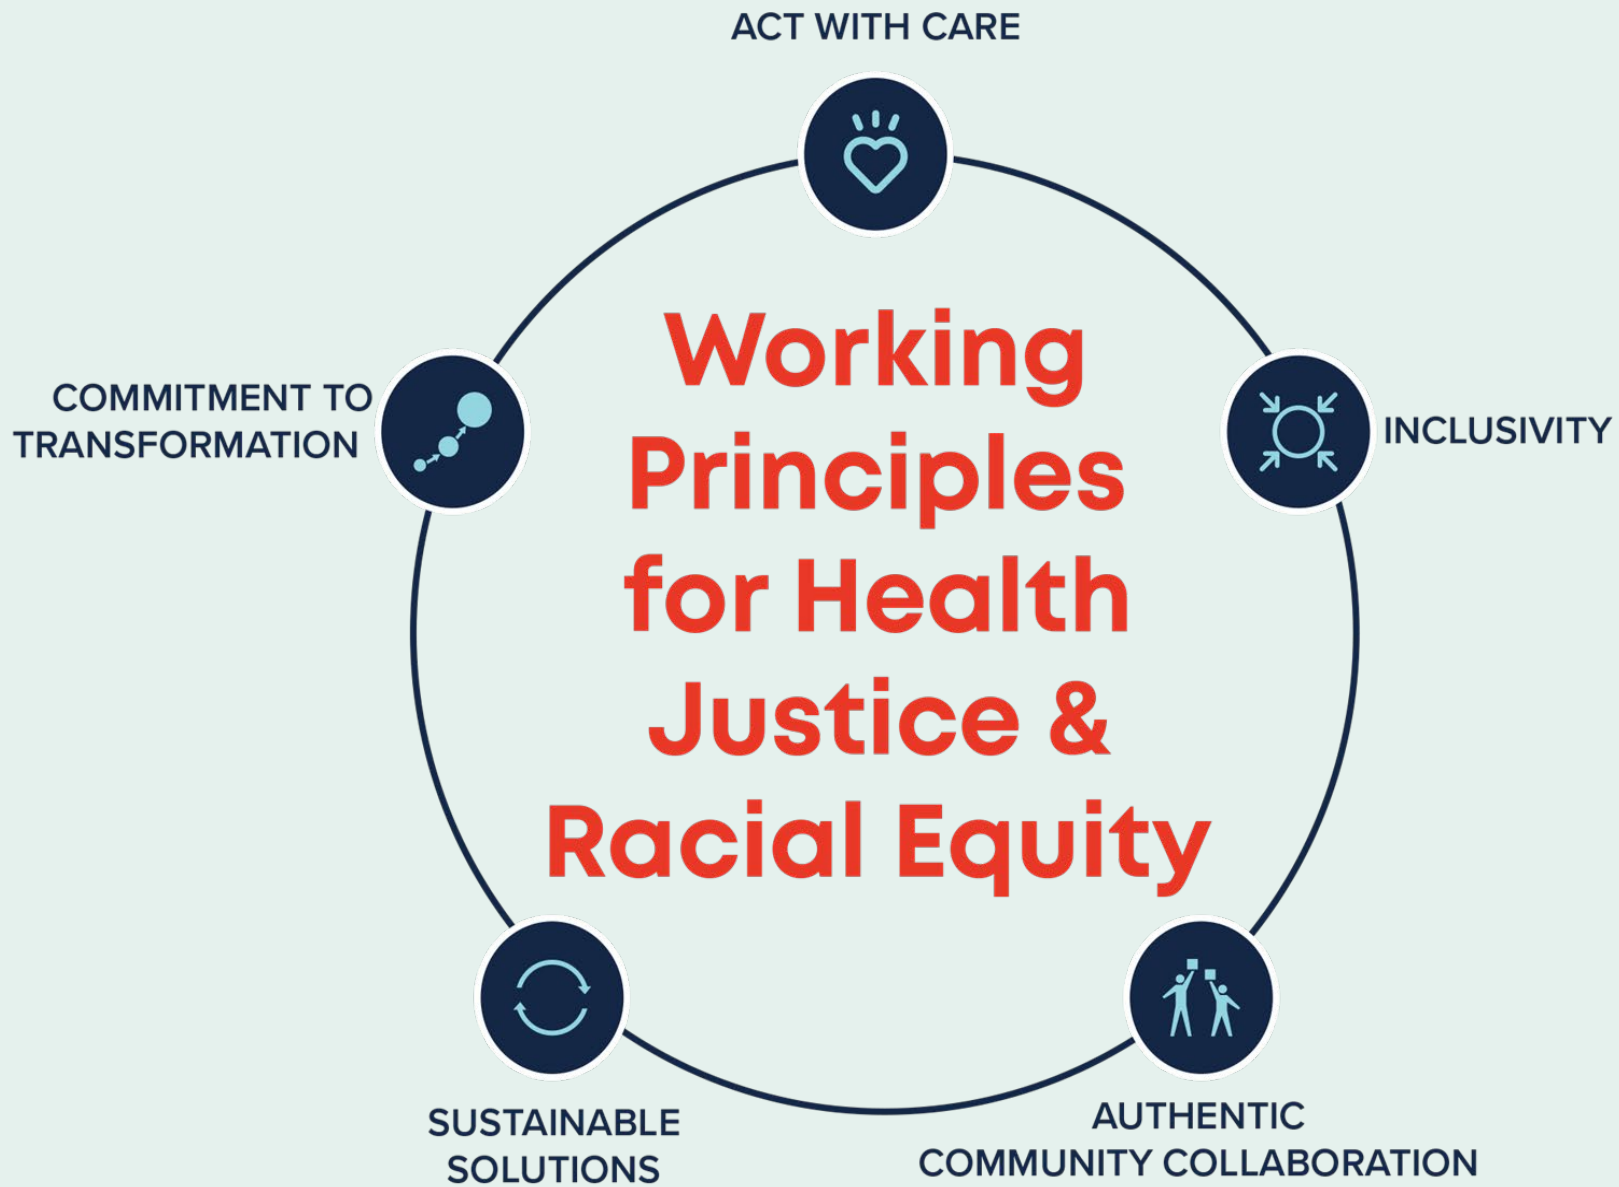 ACT WITH CARE
Working
Principles
for Health
Justice &
Racial Equity
COMMITMENT TO
TRANSFORMATION
INCLUSIVITY
SUSTAINABLE
SOLUTIONS
AUTHENTIC
COMMUNITY COLLABORATION